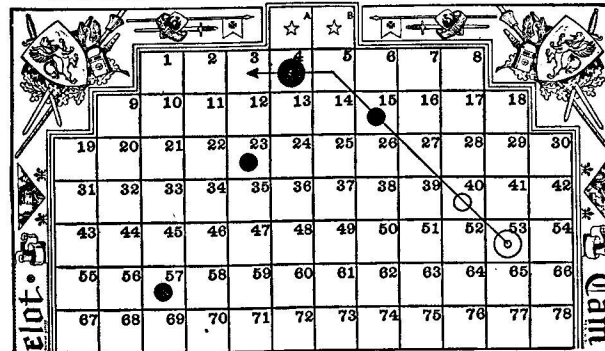 A B
1 2 3 4 5 6 7 8
9 10 11 12 13 14 15 16 17 18
19 20 21 22 23 24 25 26 27 28 29 30
31 32 33 34 35 36 37 38 39 40 41 42
43 44 45 46 47 48 49 50 51 52 53 54
55 56 57 58 59 60 61 62 63 64 65 66
67 68 69 70 71 72 73 74 75 76 77 78
elot
Cam